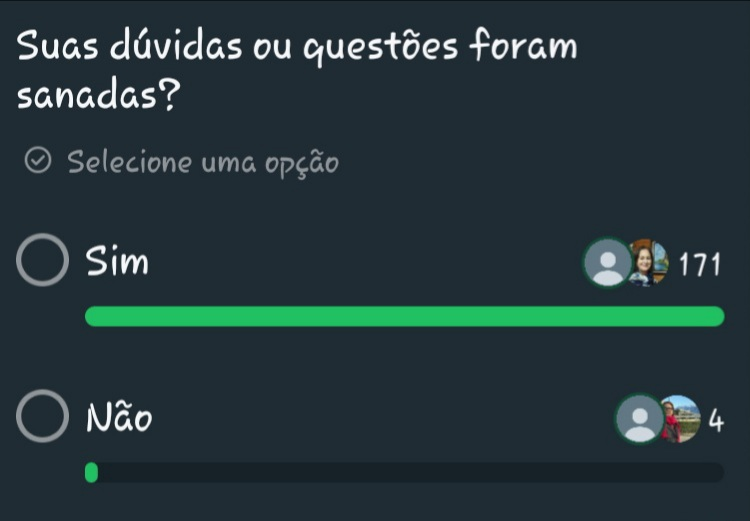 Suas dúvidas ou questões foram
sanadas?
Selecione uma opção
Sim 171
Não 4